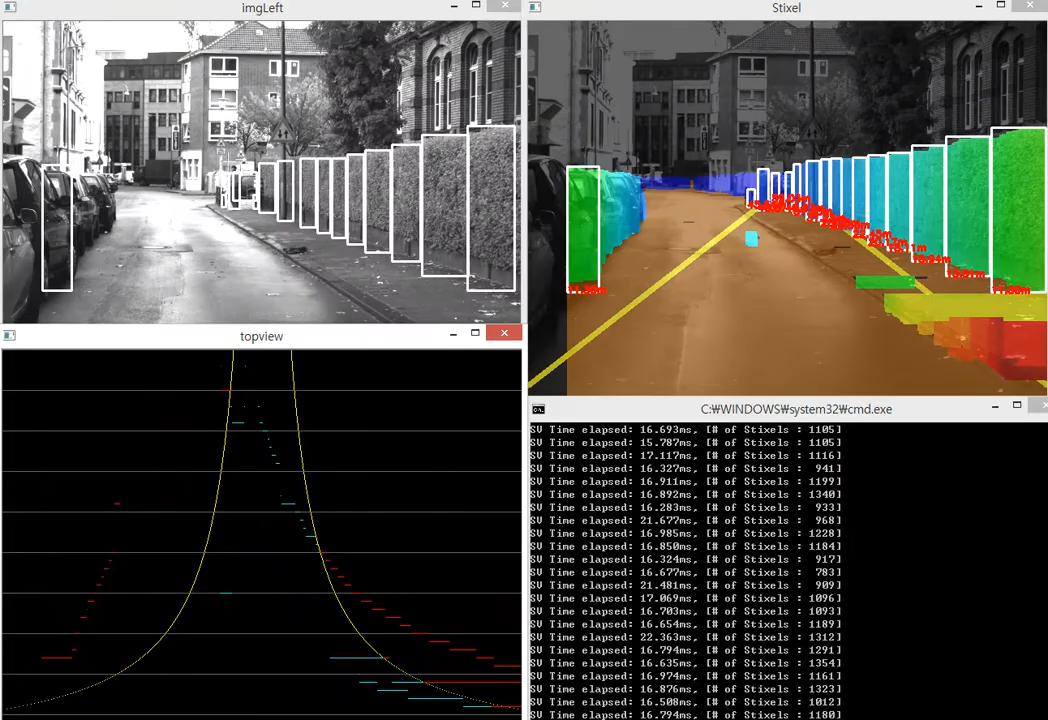 imgLeft
Stixel
11.00m
11.00m
topview
C:₩WINDOWS₩system32₩cmd.exe
SV Time elapsed: 16.693ms, [# of Stixels : 1105]
SV Time elapsed: 15.787ms, [# of Stixels : 1105]
SV Time elapsed: 17.117ms, [# of Stixels : 1116]
SV Time elapsed: 16.327ms, [# of Stixels :  941]
SV Time elapsed: 16.911ms, [# of Stixels : 1199]
SV Time elapsed: 16.892ms, [# of Stixels : 1340]
SV Time elapsed: 16.283ms, [# of Stixels :  933]
SV Time elapsed: 21.677ms, [# of Stixels :  968]
SV Time elapsed: 16.985ms, [# of Stixels : 1228]
SV Time elapsed: 16.850ms, [# of Stixels : 1184]
SV Time elapsed: 16.324ms, [# of Stixels :  917]
SV Time elapsed: 16.677ms, [# of Stixels :  783]
SV Time elapsed: 21.481ms, [# of Stixels :  909]
SV Time elapsed: 17.069ms, [# of Stixels : 1096]
SV Time elapsed: 16.703ms, [# of Stixels : 1093]
SV Time elapsed: 16.654ms, [# of Stixels : 1189]
SV Time elapsed: 22.363ms, [# of Stixels : 1312]
SV Time elapsed: 16.794ms, [# of Stixels : 1291]
SV Time elapsed: 16.635ms, [# of Stixels : 1354]
SV Time elapsed: 16.974ms, [# of Stixels : 1161]
SV Time elapsed: 16.876ms, [# of Stixels : 1323]
SV Time elapsed: 16.508ms, [# of Stixels : 1012]
SV Time elapsed: 16.794ms, [# of Stixels : 1180]